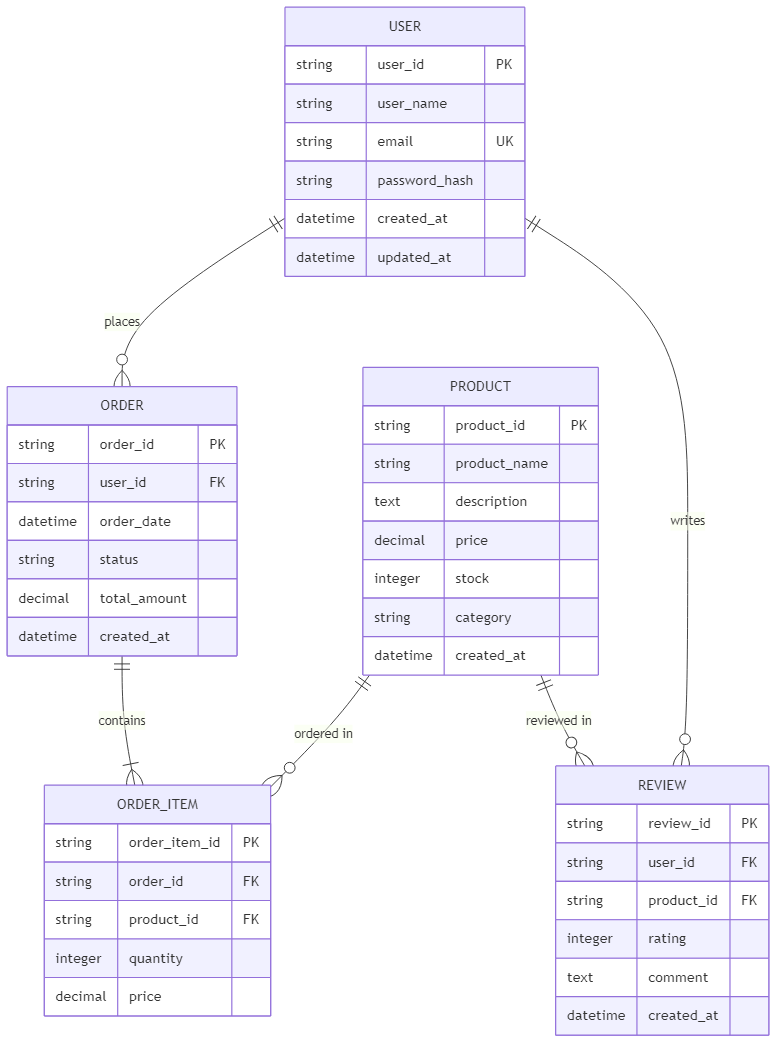 USER
string user_id PK
string user_name
string email UK
string password_hash
datetime created_at
datetime updated_at
places
ORDER
string order_id PK
string user_id FK
datetime order_date
string status
decimal total_amount
datetime created_at
PRODUCT
string product_id PK
string product_name
text description
decimal price
integer stock
string category
datetime created_at
writes
contains
ordered in
reviewed in
ORDER_ITEM
string order_item_id PK
string order_id FK
string product_id FK
integer quantity
decimal price
REVIEW
string review_id PK
string user_id FK
string product_id FK
integer rating
text comment
datetime created_at